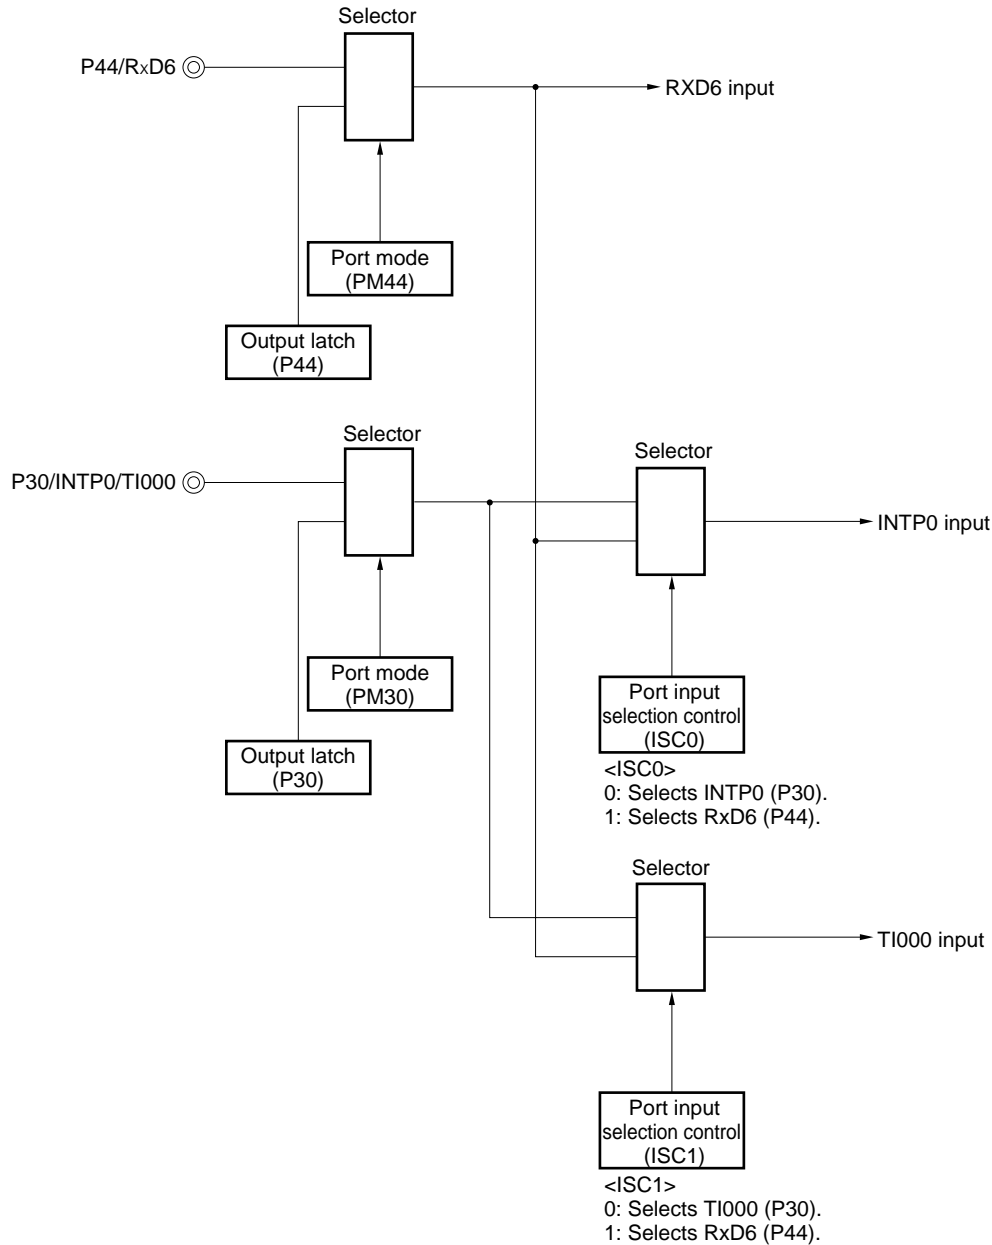 Selector
P44/RxD6
RXD6 input
Port mode
(PM44)
Output latch
(P44)
Selector
Selector
P30/INTP0/TI000
INTP0 input
Port mode
(PM30)
Output latch
(P30)
Port input
selection control
(ISC0)
<ISC0>
0: Selects INTP0 (P30).
1: Selects RxD6 (P44).
Selector
TI000 input
Port input
selection control
(ISC1)
<ISC1>
0: Selects TI000 (P30).
1: Selects RxD6 (P44).